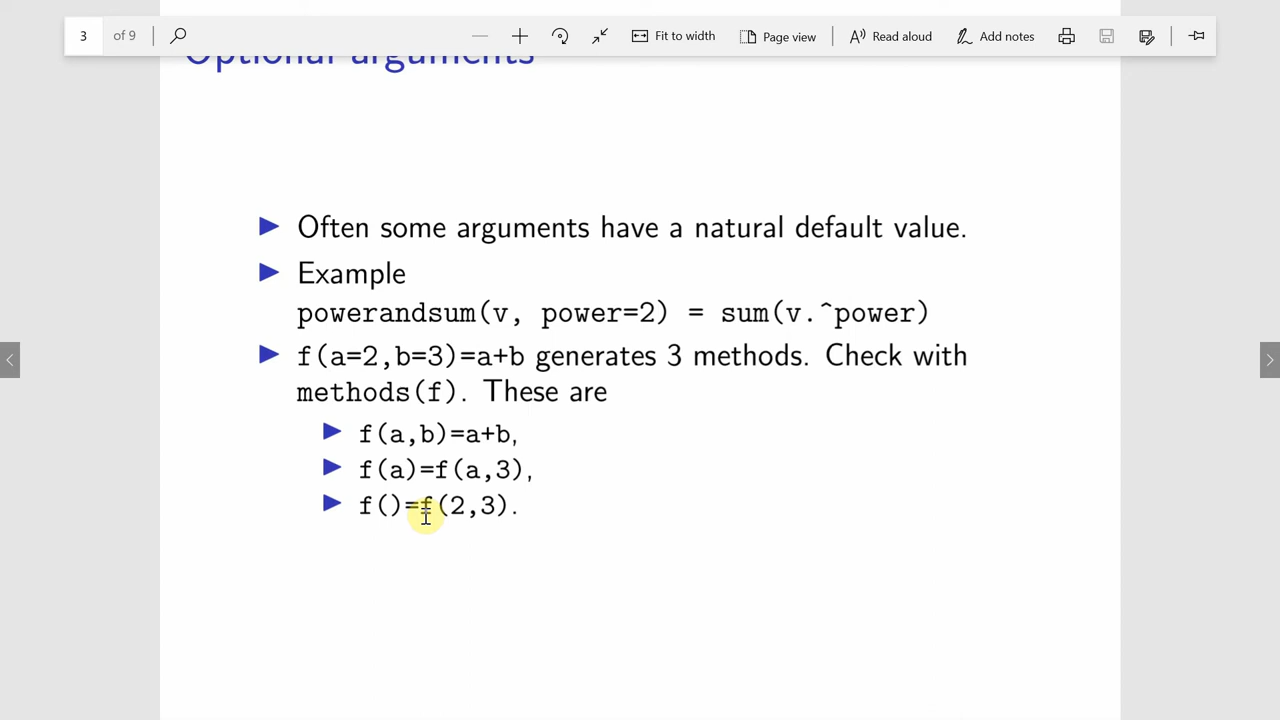 3 of 9 Fit to width Page view Read aloud Add notes
Optional arguments
Often some arguments have a natural default value.
Example
powerandsum(v, power=2) = sum(v.^power)
f(a=2,b=3)=a+b generates 3 methods. Check with
methods(f). These are
f(a,b)=a+b,
f(a)=f(a,3),
f()=f(2,3).